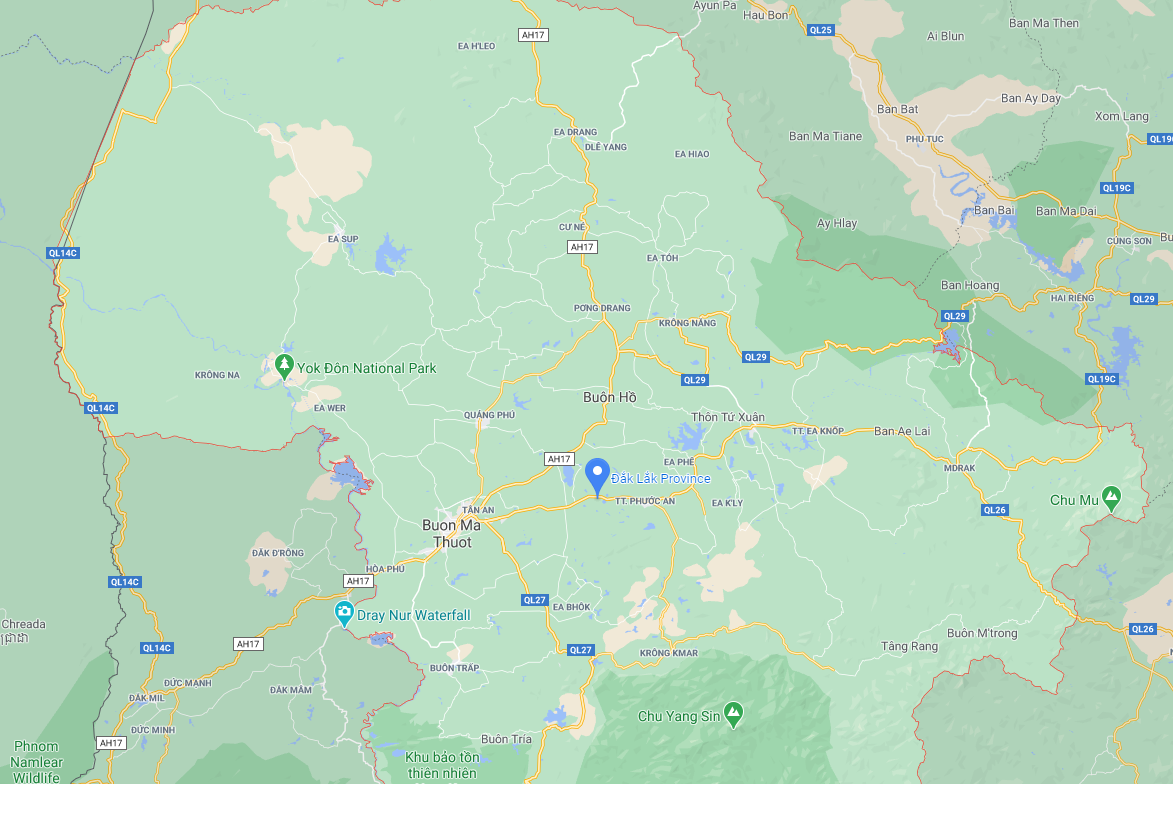 Ayun Pa
Hau Bon
QL25
Ban Ma Then
AH17
Ai Blun
EA H'LEO
Ban Ay Day
Ban Bat
Xom Lang
EA DRANG
Ban Ma Tiane
PHU TUC
QL19C
DLÊ YANG
EA HIAO
QL19C
Ban Bai
Ban Ma Dai
Ay Hlay
CƯ NÉ
EA SUP
AH17
CỦNG SƠN
QL14C
EA TÓH
Ban Hoang
HAI RIÊNG
QL29
PƠNG DRANG
QL29
KRÔNG NĂNG
QL29
Yok Đôn National Park
KRÔNG NA
QL29
QL19C
Buôn Hồ
EA WER
QL14C
QUẢNG PHÚ
Thôn Tứ Xuân
TT. EA KNỐP
Ban Ae Lai
AH17
EA PHÊ
MDRAK
Đắk Lắk Province
Chu Mu
TT. PHƯỚC AN
EA K'LY
TÂN AN
QL26
Buon Ma
Thuot
ĐẮK D'RÔNG
HÒA PHÚ
AH17
QL14C
QL27
EA BHÔK
Dray Nur Waterfall
Chreada
QL26
Buôn M'trong
AH17
QL14C
Tâng Rang
QL27
KRÔNG KMAR
BUÔN TRẤP
ĐỨC MẠNH
ĐẮK MÂM
ĐẮK MIL
Chu Yang Sin
ĐỨC MINH
Buôn Tría
AH17
Phnom
Namlear
Wildlife
Khu bảo tồn
thiên nhiên